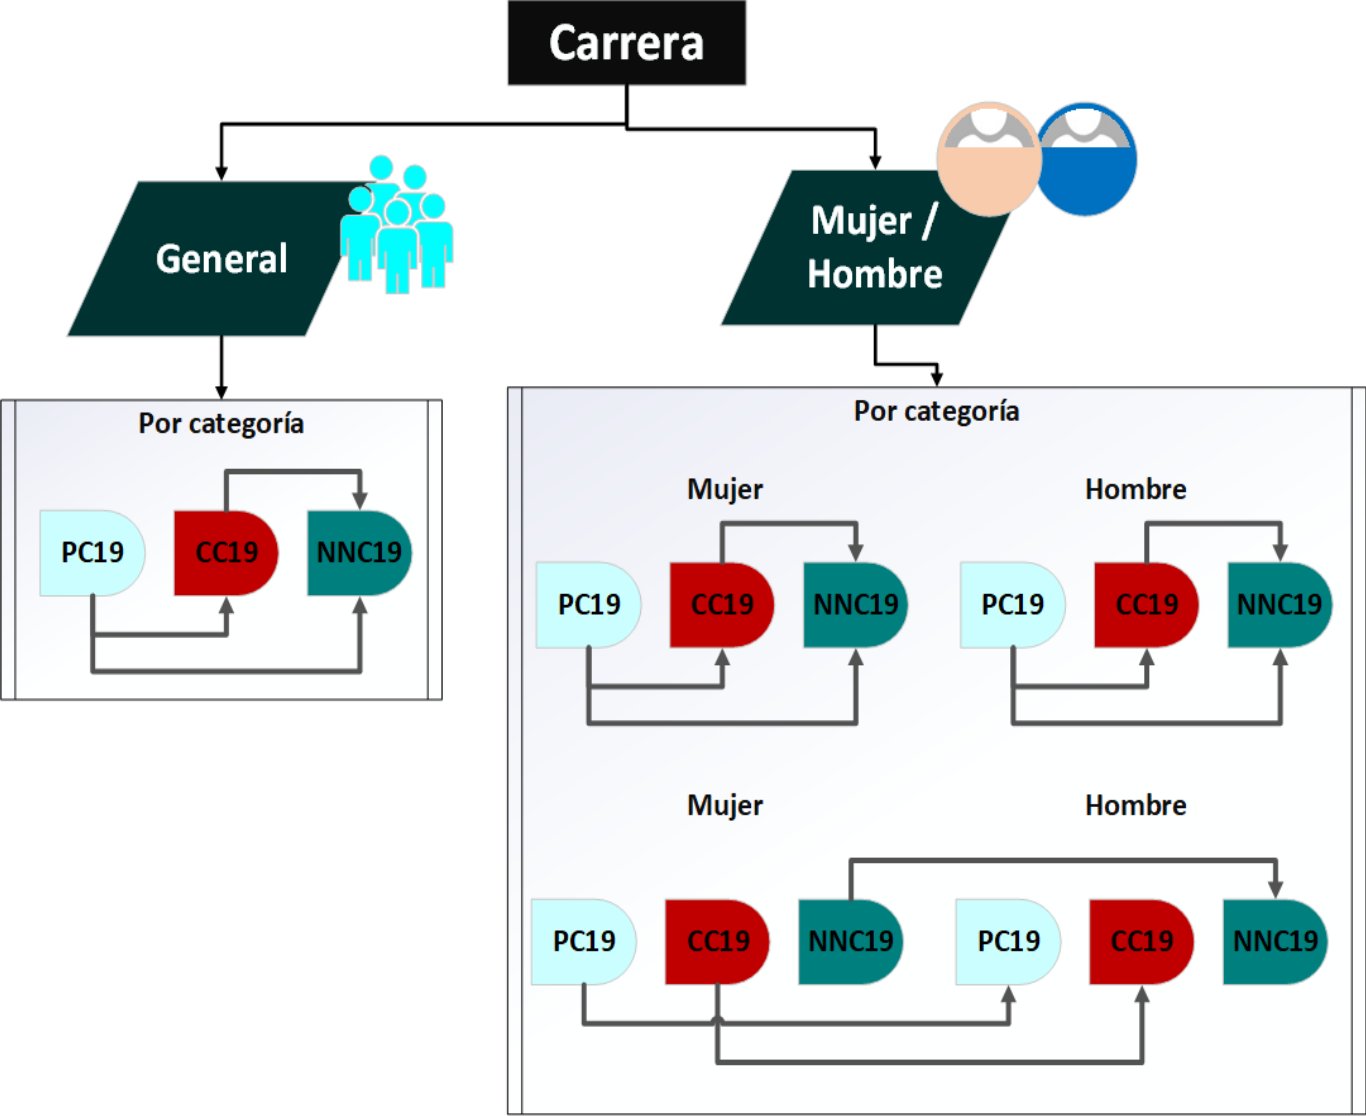 Carrera
General
Mujer /
Hombre
Por categoría
PC19 CC19 NNC19
Por categoría
Mujer Hombre
PC19 CC19 NNC19 PC19 CC19 NNC19
Mujer Hombre
PC19 CC19 NNC19 PC19 CC19 NNC19